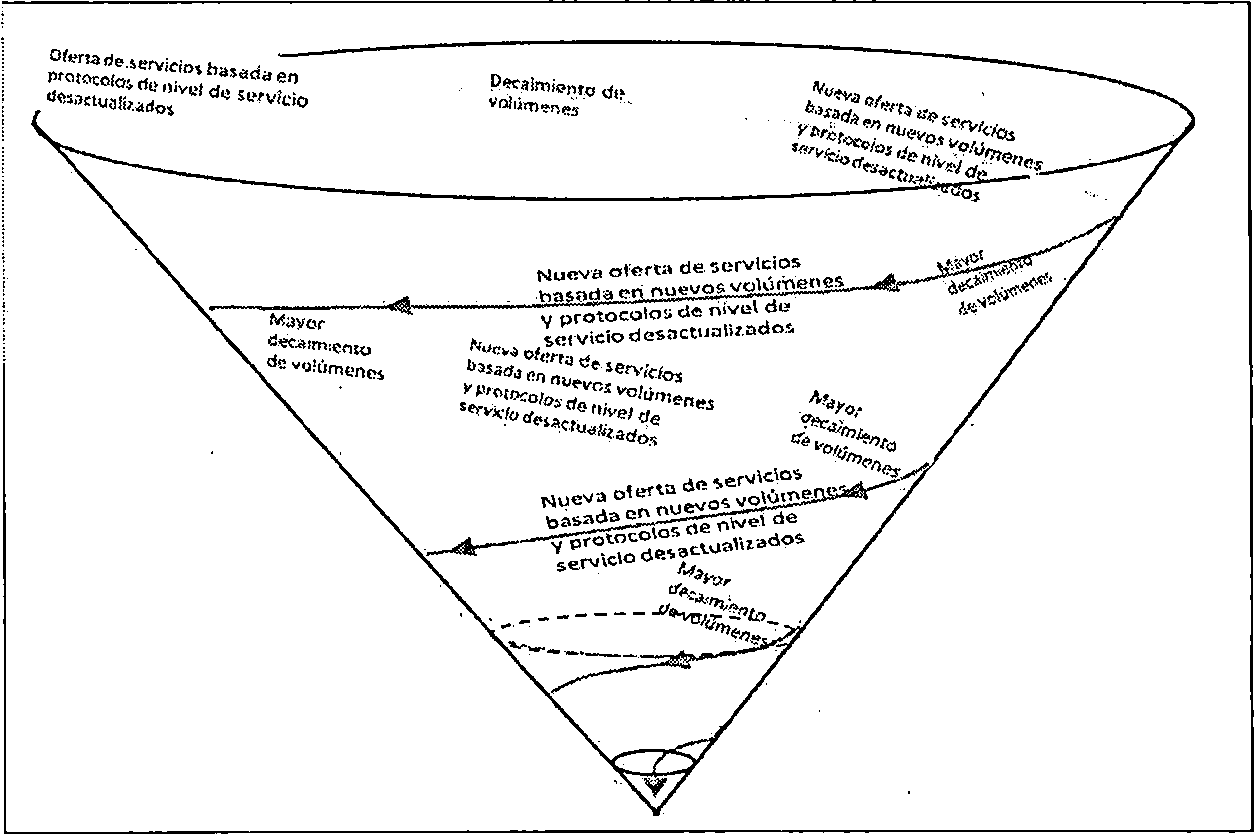 Oferta de servicios basada en
protocolos de nivel de servicio
desactualizados
Decaimiento de
volúmenes
Nueva oferta de servicios
basada en nuevos volúmenes
y protocolos de nivel de
servicio desactualizados
Mayor
decaimiento
de volúmenes
Nueva oferta de servicios
basada en nuevos volúmenes
y protocolos de nivel de
servicio desactualizados
Mayor
decaimiento
de volúmenes
Nueva oferta de servicios
basada en nuevos volúmenes
y protocolos de nivel de
servicio desactualizados
Mayor
decaimiento
de volúmenes
Nueva oferta de servicios
basada en nuevos volúmenes
y protocolos de nivel de
servicio desactualizados
Mayor
decaimiento
de volúmenes